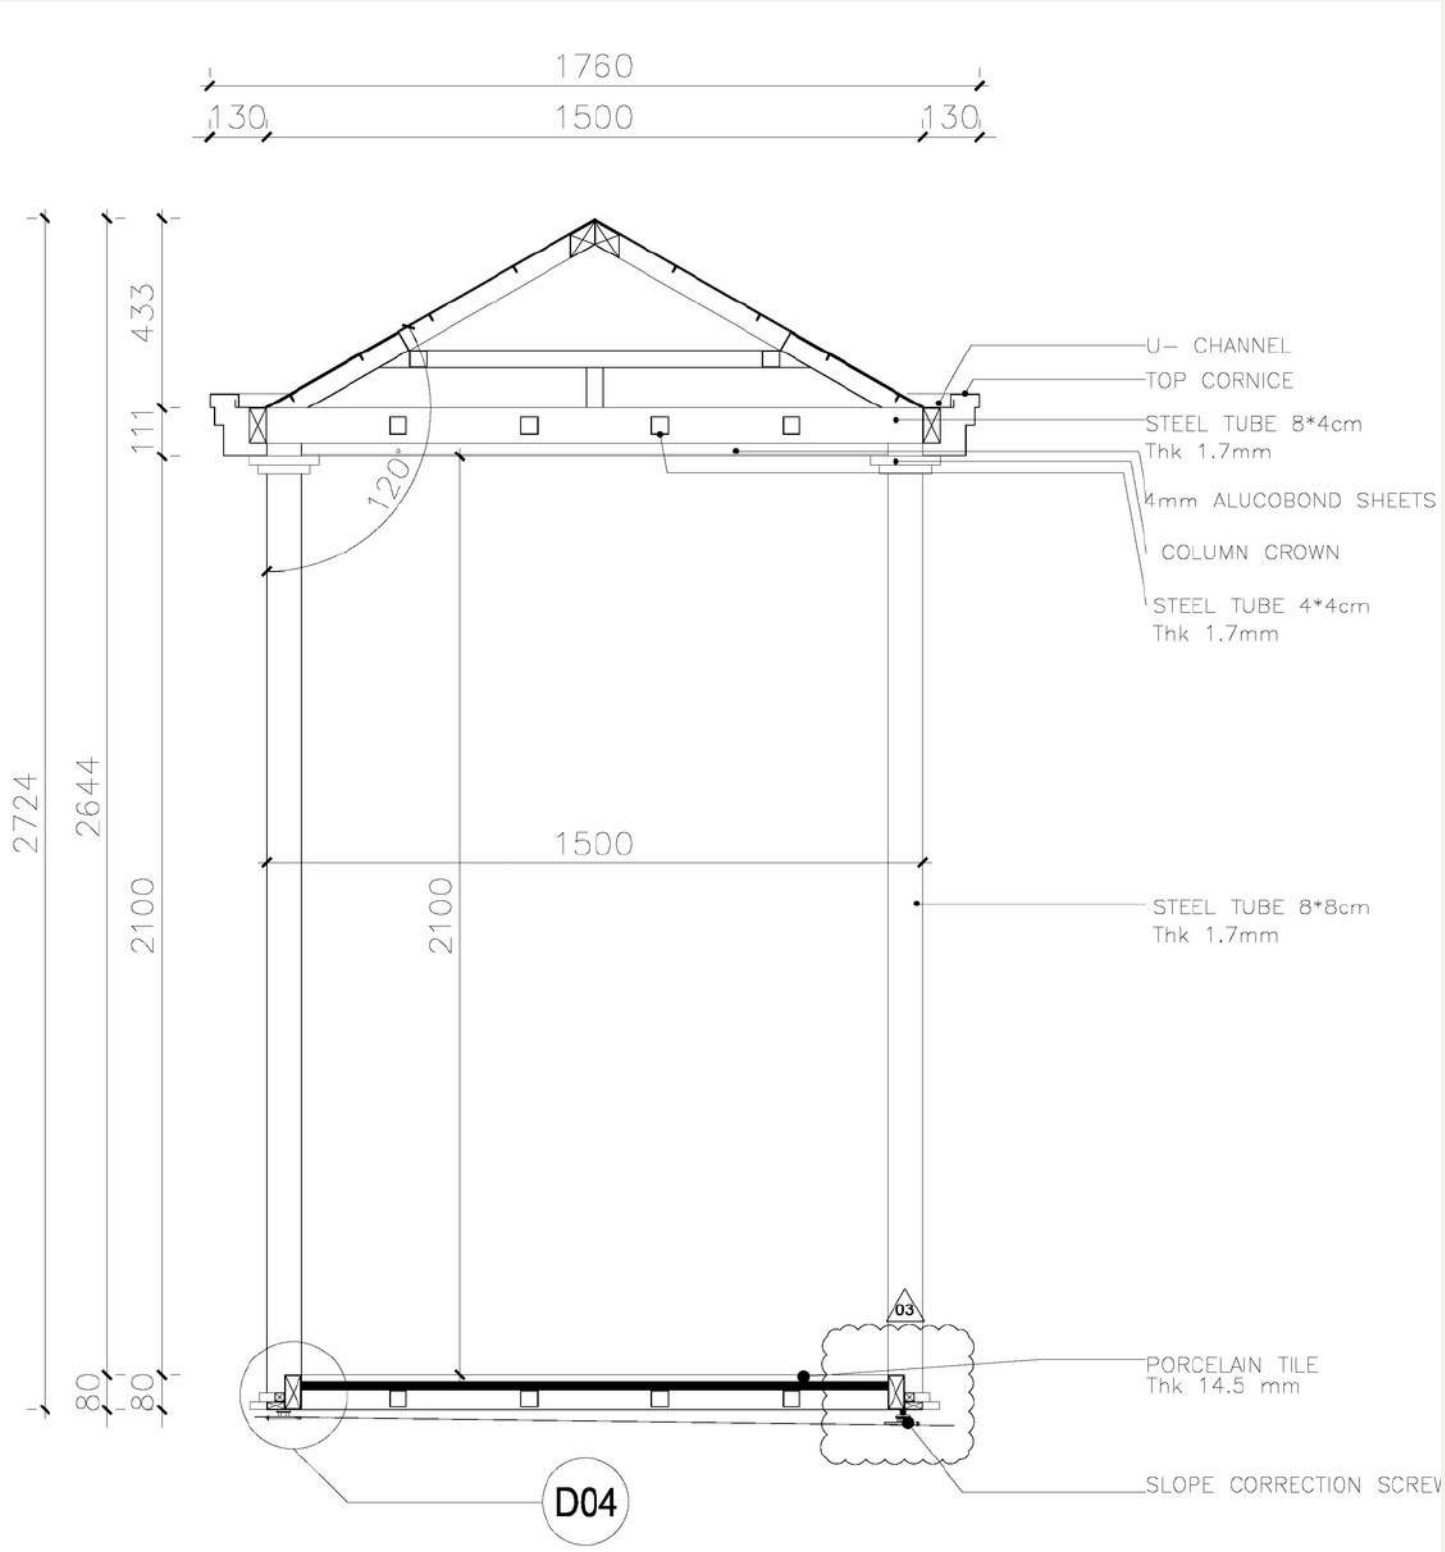 1760
130
1500
130
433
111
120°
2724
2644
2100
2100
1500
80
80
U- CHANNEL
TOP CORNICE
STEEL TUBE 8*4cm
Thk 1.7mm
4mm ALUCOBOND SHEETS
COLUMN CROWN
STEEL TUBE 4*4cm
Thk 1.7mm
STEEL TUBE 8*8cm
Thk 1.7mm
03
PORCELAIN TILE
Thk 14.5 mm
SLOPE CORRECTION SCREW
D04